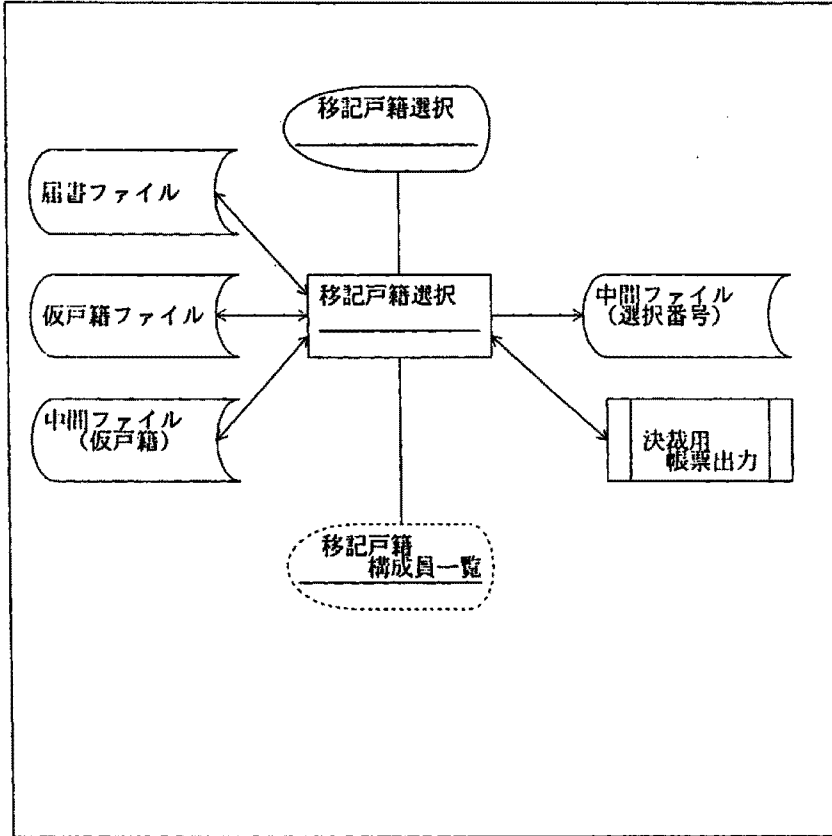 移記戸籍選択
届書ファイル
仮戸籍ファイル
移記戸籍選択
中間ファイル
（選択番号）
中間ファイル
（仮戸籍）
決裁用
帳票出力
移記戸籍
構成員一覧